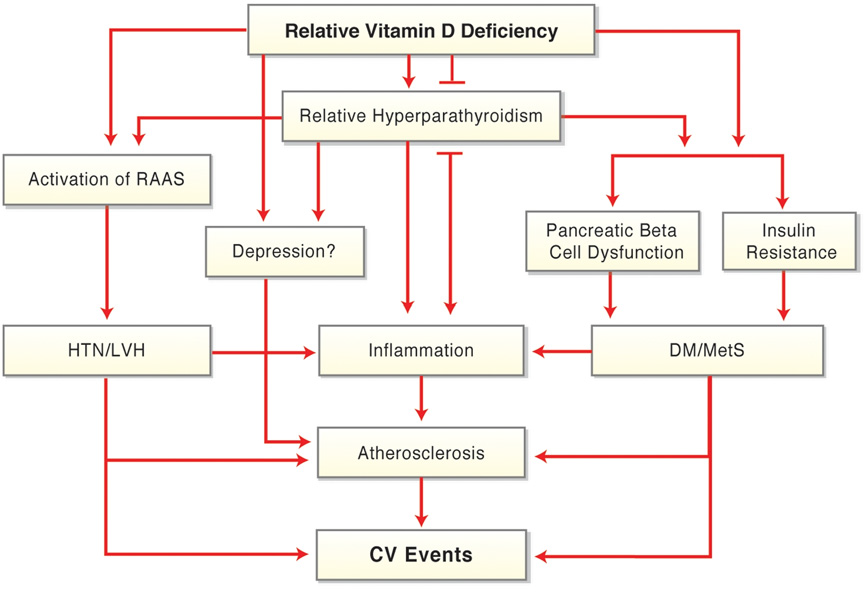 Relative Vitamin D Deficiency
Relative Hyperparathyroidism
Activation of RAAS
Depression?
Pancreatic Beta
Cell Dysfunction
Insulin
Resistance
HTN/LVH
Inflammation
DM/MetS
Atherosclerosis
CV Events